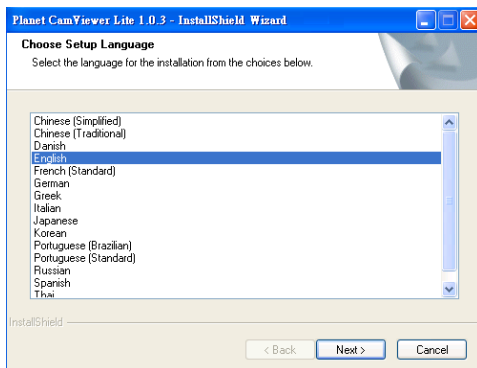 Planet CamViewer Lite 1.0.3 - InstallShield Wizard
Choose Setup Language
Select the language for the installation from the choices below.
Chinese (Simplified)
Chinese (Traditional)
Danish
English
French (Standard)
German
Greek
Italian
Japanese
Korean
Portuguese (Brazilian)
Portuguese (Standard)
Russian
Spanish
Thai
InstallShield
< Back
Next >
Cancel